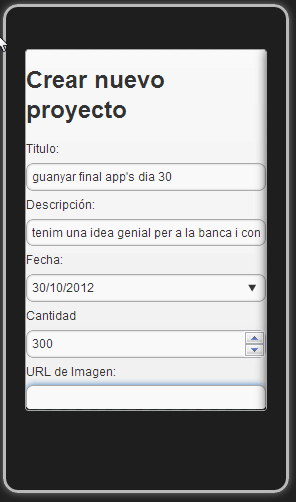 Crear nuevo
proyecto
Titulo:
guanyar final app's dia 30
Descripción:
tenim una idea genial per a la banca i con
Fecha:
30/10/2012
Cantidad
300
URL de Imagen: